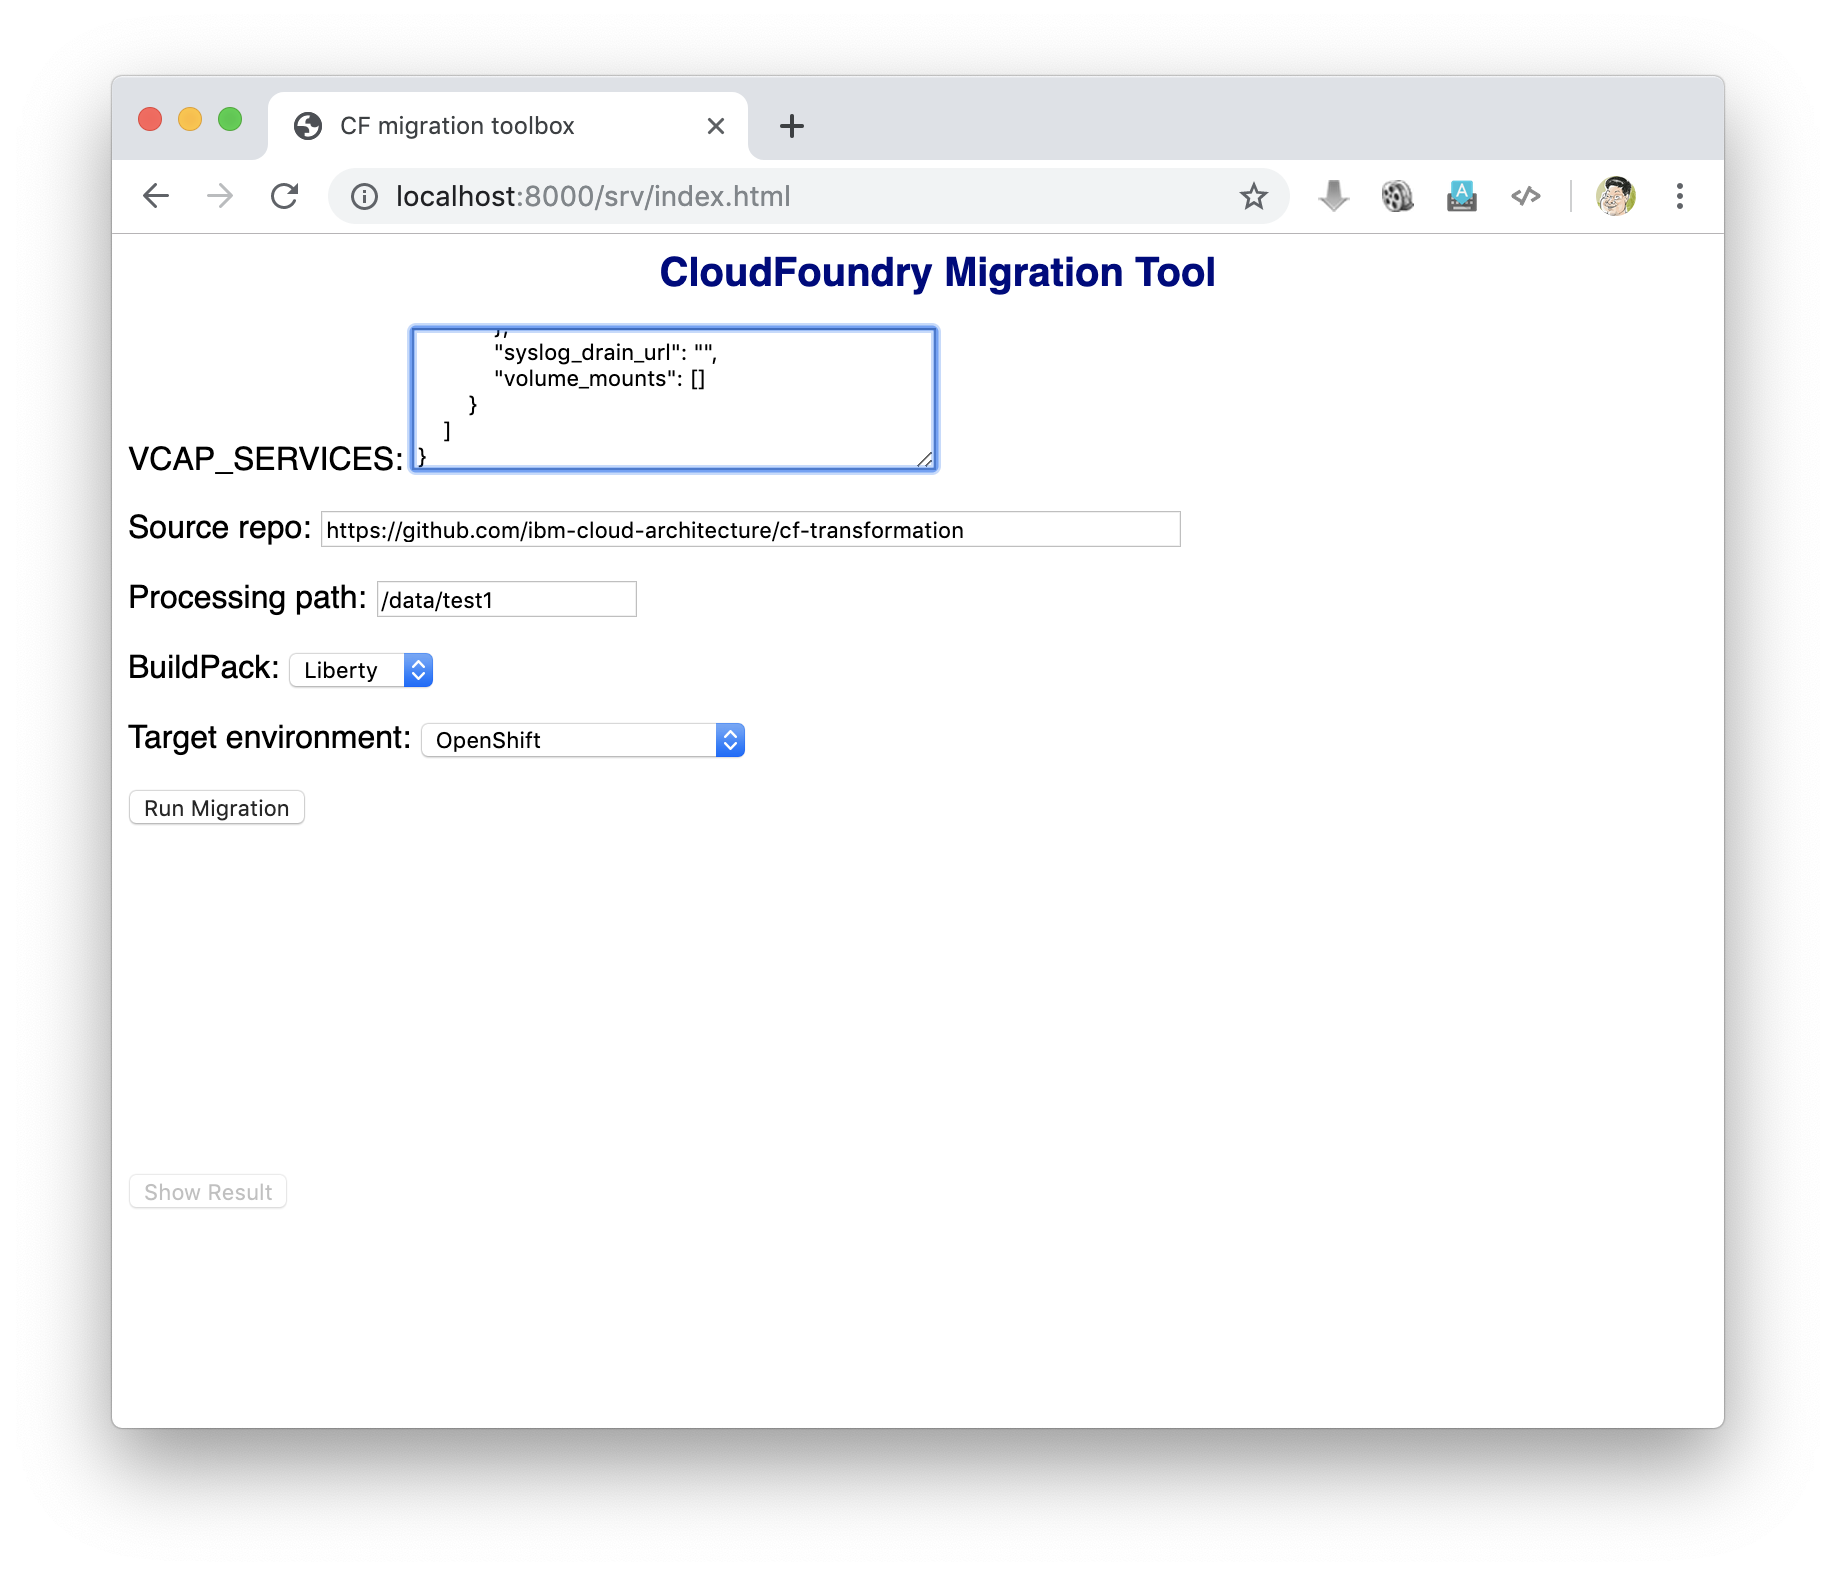 CF migration toolbox
localhost:8000/srv/index.html
A
CloudFoundry Migration Tool
},
"syslog_drain_url": "",
"volume_mounts": []
}
]
}
VCAP_SERVICES:
Source repo: https://github.com/ibm-cloud-architecture/cf-transformation
Processing path: /data/test1
BuildPack: Liberty
Target environment: OpenShift
Run Migration
Show Result